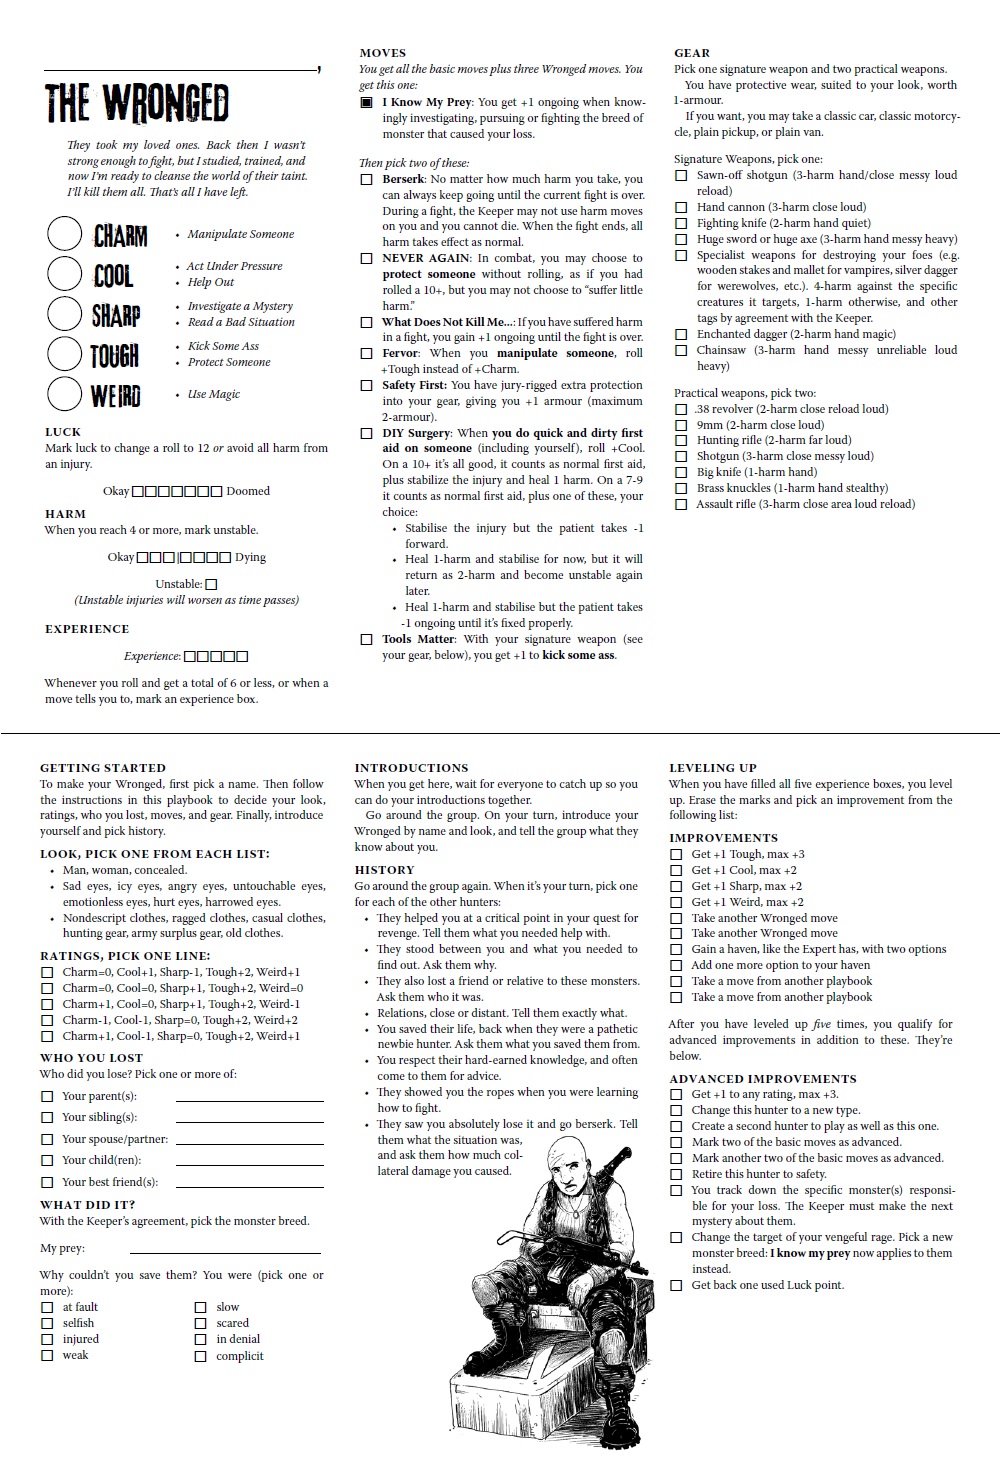 ,
THE WRONGED
They took my loved ones. Back then I wasn't
strong enough to fight, but I studied, trained, and
now I'm ready to cleanse the world of their taint.
I'll kill them all. That's all I have left.
CHARM
• Manipulate Someone
COOL
• Act Under Pressure
• Help Out
SHARP
• Investigate a Mystery
• Read a Bad Situation
TOUGH
• Kick Some Ass
• Protect Someone
WEIRD
• Use Magic
LUCK
Mark luck to change a roll to 12 or avoid all harm from
an injury.
Okay □□□□□□□ Doomed
HARM
When you reach 4 or more, mark unstable.
Okay □□□|□□□□ Dying
Unstable: □
(Unstable injuries will worsen as time passes)
EXPERIENCE
Experience: □□□□□
Whenever you roll and get a total of 6 or less, or when a
move tells you to, mark an experience box.
MOVES
You get all the basic moves plus three Wronged moves. You
get this one:
I Know My Prey: You get +1 ongoing when know-
ingly investigating, pursuing or fighting the breed of
monster that caused your loss.
Then pick two of these:
□ Berserk: No matter how much harm you take, you
can always keep going until the current fight is over.
During a fight, the Keeper may not use harm moves
on you and you cannot die. When the fight ends, all
harm takes effect as normal.
□ NEVER AGAIN: In combat, you may choose to
protect someone without rolling, as if you had
rolled a 10+, but you may not choose to “suffer little
harm.”
□ What Does Not Kill Me...: If you have suffered harm
in a fight, you gain +1 ongoing until the fight is over.
□ Fervor: When you manipulate someone, roll
+Tough instead of +Charm.
□ Safety First: You have jury-rigged extra protection
into your gear, giving you +1 armour (maximum
2-armour).
□ DIY Surgery: When you do quick and dirty first
aid on someone (including yourself), roll +Cool.
On a 10+ it's all good, it counts as normal first aid,
plus stabilize the injury and heal 1 harm. On a 7-9
it counts as normal first aid, plus one of these, your
choice:
• Stabilise the injury but the patient takes -1
forward.
• Heal 1-harm and stabilise for now, but it will
return as 2-harm and become unstable again
later.
• Heal 1-harm and stabilise but the patient takes
-1 ongoing until it's fixed properly.
□ Tools Matter: With your signature weapon (see
your gear, below), you get +1 to kick some ass.
GEAR
Pick one signature weapon and two practical weapons.
You have protective wear, suited to your look, worth
1-armour.
If you want, you may take a classic car, classic motorcy-
cle, plain pickup, or plain van.
Signature Weapons, pick one:
□ Sawn-off shotgun (3-harm hand/close messy loud
reload)
□ Hand cannon (3-harm close loud)
□ Fighting knife (2-harm hand quiet)
□ Huge sword or huge axe (3-harm hand messy heavy)
□ Specialist weapons for destroying your foes (e.g.
wooden stakes and mallet for vampires, silver dagger
for werewolves, etc.). 4-harm against the specific
creatures it targets, 1-harm otherwise, and other
tags by agreement with the Keeper.
□ Enchanted dagger (2-harm hand magic)
□ Chainsaw (3-harm hand messy unreliable loud
heavy)
Practical weapons, pick two:
□ .38 revolver (2-harm close reload loud)
□ 9mm (2-harm close loud)
□ Hunting rifle (2-harm far loud)
□ Shotgun (3-harm close messy loud)
□ Big knife (1-harm hand)
□ Brass knuckles (1-harm hand stealthy)
□ Assault rifle (3-harm close area loud reload)
GETTING STARTED
To make your Wronged, first pick a name. Then follow
the instructions in this playbook to decide your look,
ratings, who you lost, moves, and gear. Finally, introduce
yourself and pick history.
LOOK, PICK ONE FROM EACH LIST:
• Man, woman, concealed.
• Sad eyes, icy eyes, angry eyes, untouchable eyes,
emotionless eyes, hurt eyes, harrowed eyes.
• Nondescript clothes, ragged clothes, casual clothes,
hunting gear, army surplus gear, old clothes.
RATINGS, PICK ONE LINE:
□ Charm=0, Cool+1, Sharp-1, Tough+2, Weird+1
□ Charm=0, Cool=0, Sharp+1, Tough+2, Weird=0
□ Charm+1, Cool=0, Sharp+1, Tough+2, Weird-1
□ Charm-1, Cool-1, Sharp=0, Tough+2, Weird+2
□ Charm+1, Cool-1, Sharp=0, Tough+2, Weird+1
WHO YOU LOST
Who did you lose? Pick one or more of:
□ Your parent(s):
□ Your sibling(s):
□ Your spouse/partner:
□ Your child(ren):
□ Your best friend(s):
WHAT DID IT?
With the Keeper's agreement, pick the monster breed.
My prey:
Why couldn't you save them? You were (pick one or
more):
□ at fault
□ selfish
□ injured
□ weak
□ slow
□ scared
□ in denial
□ complicit
INTRODUCTIONS
When you get here, wait for everyone to catch up so you
can do your introductions together.
Go around the group. On your turn, introduce your
Wronged by name and look, and tell the group what they
know about you.
HISTORY
Go around the group again. When it's your turn, pick one
for each of the other hunters:
• They helped you at a critical point in your quest for
revenge. Tell them what you needed help with.
• They stood between you and what you needed to
find out. Ask them why.
• They also lost a friend or relative to these monsters.
Ask them who it was.
• Relations, close or distant. Tell them exactly what.
• You saved their life, back when they were a pathetic
newbie hunter. Ask them what you saved them from.
• You respect their hard-earned knowledge, and often
come to them for advice.
• They showed you the ropes when you were learning
how to fight.
• They saw you absolutely lose it and go berserk. Tell
them what the situation was,
and ask them how much col-
lateral damage you caused.
LEVELING UP
When you have filled all five experience boxes, you level
up. Erase the marks and pick an improvement from the
following list:
IMPROVEMENTS
□ Get +1 Tough, max +3
□ Get +1 Cool, max +2
□ Get +1 Sharp, max +2
□ Get +1 Weird, max +2
□ Take another Wronged move
□ Take another Wronged move
□ Gain a haven, like the Expert has, with two options
□ Add one more option to your haven
□ Take a move from another playbook
□ Take a move from another playbook
After you have leveled up five times, you qualify for
advanced improvements in addition to these. They're
below.
ADVANCED IMPROVEMENTS
□ Get +1 to any rating, max +3.
□ Change this hunter to a new type.
□ Create a second hunter to play as well as this one.
□ Mark two of the basic moves as advanced.
□ Mark another two of the basic moves as advanced.
□ Retire this hunter to safety.
□ You track down the specific monster(s) responsi-
ble for your loss. The Keeper must make the next
mystery about them.
□ Change the target of your vengeful rage. Pick a new
monster breed: I know my prey now applies to them
instead.
□ Get back one used Luck point.